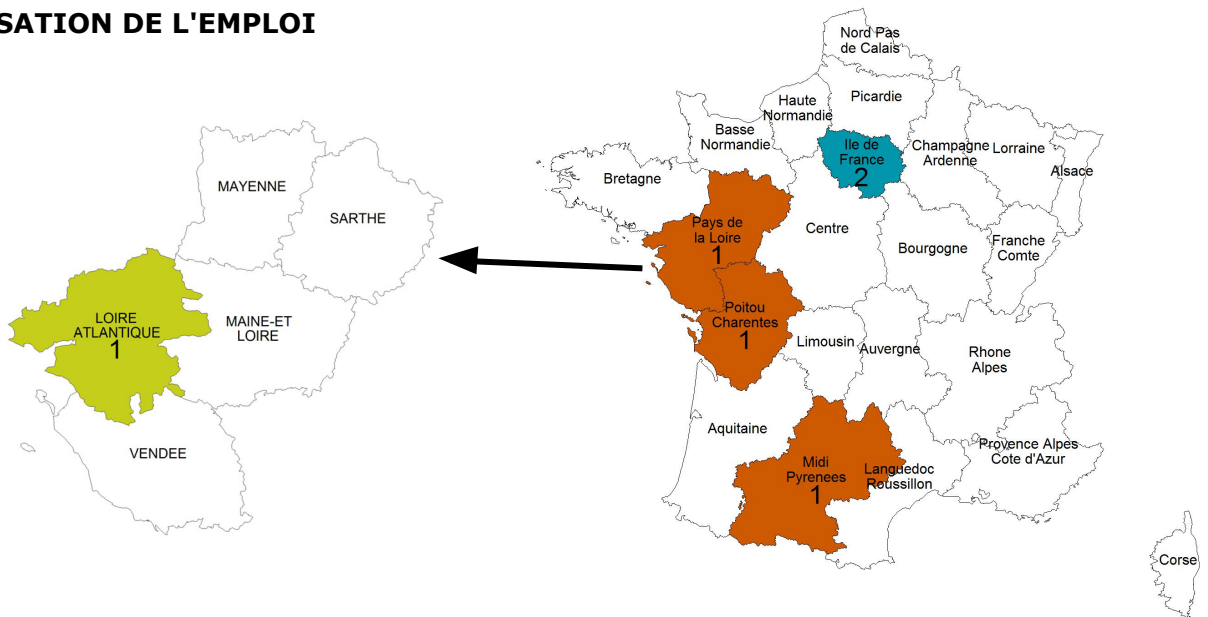 SATION DE L'EMPLOI
MAYENNE
SARTHE
LOIRE
ATLANTIQUE
1
MAINE-ET
LOIRE
VENDEE
Nord Pas
de Calais
Picardie
Haute
Normandie
Basse
Normandie
Ile de
France
2
Champagne
Ardenne
Lorraine
Alsace
Bretagne
Pays de
la Loire
1
Centre
Bourgogne
Franche
Comte
Poitou
Charentes
1
Limousin
Auvergne
Rhone
Alpes
Aquitaine
Midi
Pyrenees
1
Languedoc
Roussillon
Provence Alpes
Cote d'Azur
Corse